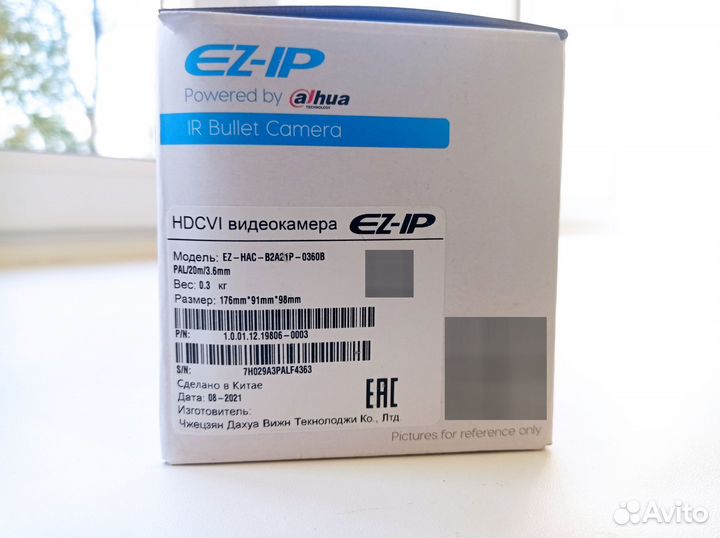 EZ-IP
Powered by alhua
TECHNOLOGY
IR Bullet Camera
HDCVI видеокамера EZ-IP
Модель: EZ-HAC-B2A21P-0360B
PAL/20m/3.6mm
Вес: 0.3 кг
Размер: 176mm*91mm*98mm
P/N: 1.0.01.12.19806-0003
S/N: 7H029A3PALF4363
Сделано в Китае
Дата: 08-2021
Изготовитель:
Чжецзян Дахуа Вижн Текнолоджи Ко., Лтд
EAC
Pictures for reference only
Avito